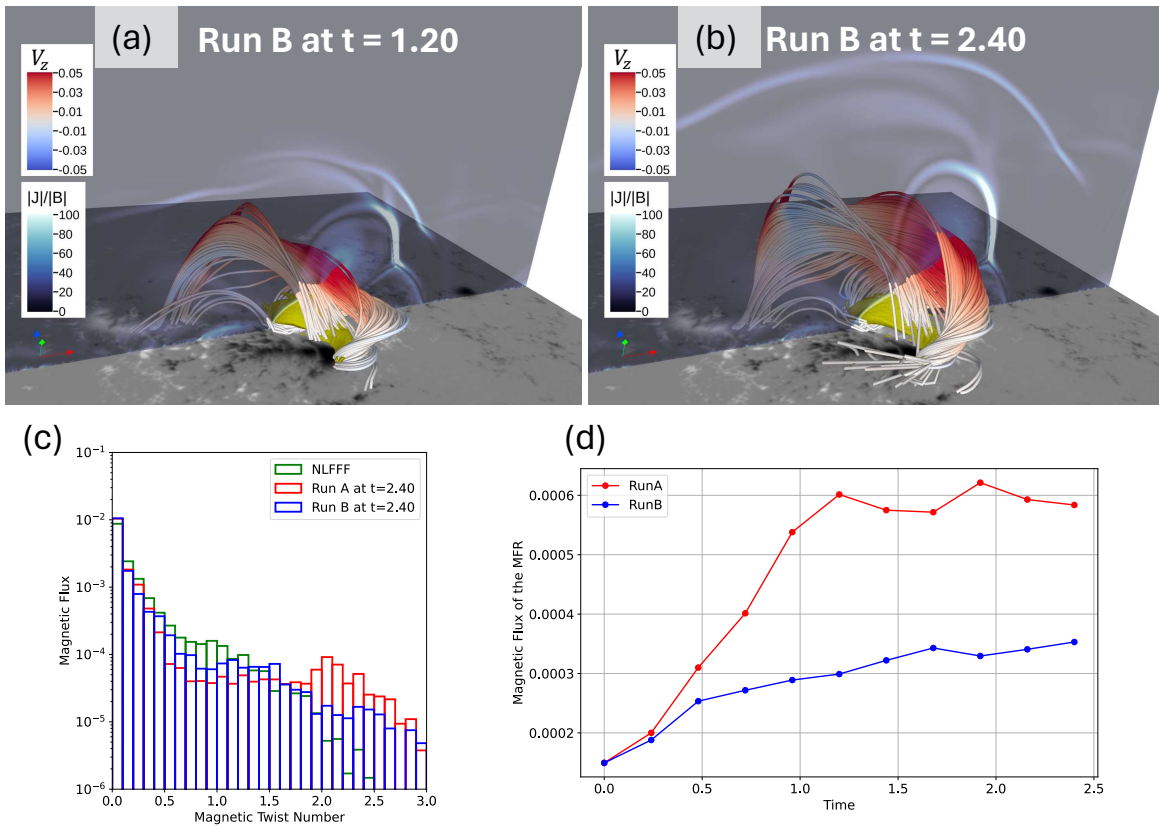 (a) Run B at t = 1.20
V_z
0.05
0.03
0.01
-0.01
-0.03
-0.05
|J|/|B|
100
80
60
40
20
0
(b) Run B at t = 2.40
V_z
0.05
0.03
0.01
-0.01
-0.03
-0.05
|J|/|B|
100
80
60
40
20
0
(c)
NLFFF
Run A at t=2.40
Run B at t=2.40
Magnetic Flux
10⁻¹
10⁻²
10⁻³
10⁻⁴
10⁻⁵
10⁻⁶
0.0 0.5 1.0 1.5 2.0 2.5 3.0
Magnetic Twist Number
(d)
RunA
RunB
Magnetic Flux of the MFR
0.0006
0.0005
0.0004
0.0003
0.0002
0.0 0.5 1.0 1.5 2.0 2.5
Time